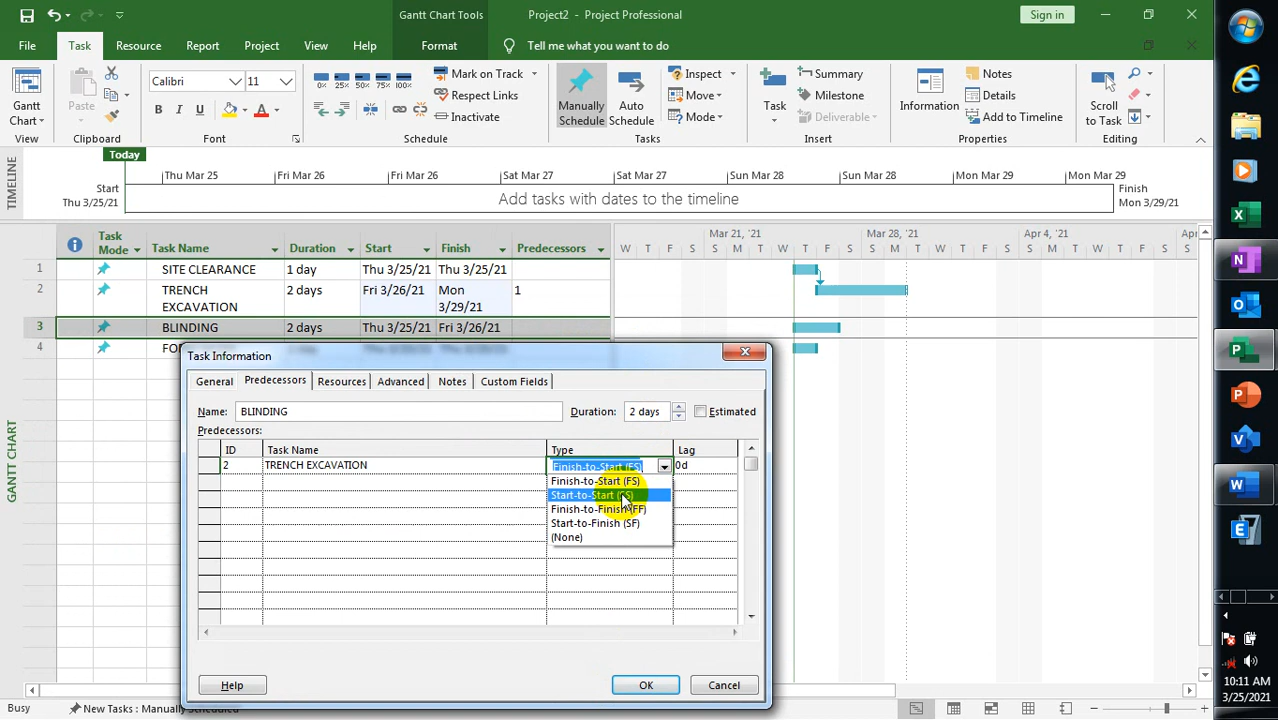 Gantt Chart Tools
Project2 - Project Professional
Sign in
File
Task
Resource
Report
Project
View
Help
Format
Tell me what you want to do
Gantt
Chart
View
Paste
Clipboard
Calibri
11
B
I
U
A
Font
0%
25%
50%
75%
100%
Mark on Track
Respect Links
Inactivate
Schedule
Manually
Schedule
Auto
Schedule
Inspect
Move
Mode
Tasks
Task
Summary
Milestone
Deliverable
Insert
Information
Notes
Details
Add to Timeline
Properties
Scroll
to Task
Editing
TIMELINE
Today
Thu Mar 25
Fri Mar 26
Fri Mar 26
Sat Mar 27
Sat Mar 27
Sun Mar 28
Sun Mar 28
Mon Mar 29
Mon Mar 29
Start
Thu 3/25/21
Add tasks with dates to the timeline
Finish
Mon 3/29/21
Task
Mode
Task Name
Duration
Start
Finish
Predecessors
Mar 21, '21
Mar 28, '21
Apr 4, '21
Ap
W T F S S M T W T F S S M T W T F S S M T W T F S S
1 SITE CLEARANCE 1 day Thu 3/25/21 Thu 3/25/21
2 TRENCH EXCAVATION 2 days Fri 3/26/21 Mon 3/29/21 1
3 BLINDING 2 days Thu 3/25/21 Fri 3/26/21
4
GANTT CHART
Task Information
General
Predecessors
Resources
Advanced
Notes
Custom Fields
Name: BLINDING
Duration: 2 days
Estimated
Predecessors:
ID Task Name Type Lag
2 TRENCH EXCAVATION Finish-to-Start (FS) 0d
Finish-to-Start (FS)
Start-to-Start (SS)
Finish-to-Finish (FF)
Start-to-Finish (SF)
(None)
Help
OK
Cancel
Busy
New Tasks : Manually Scheduled
10:11 AM
3/25/2021